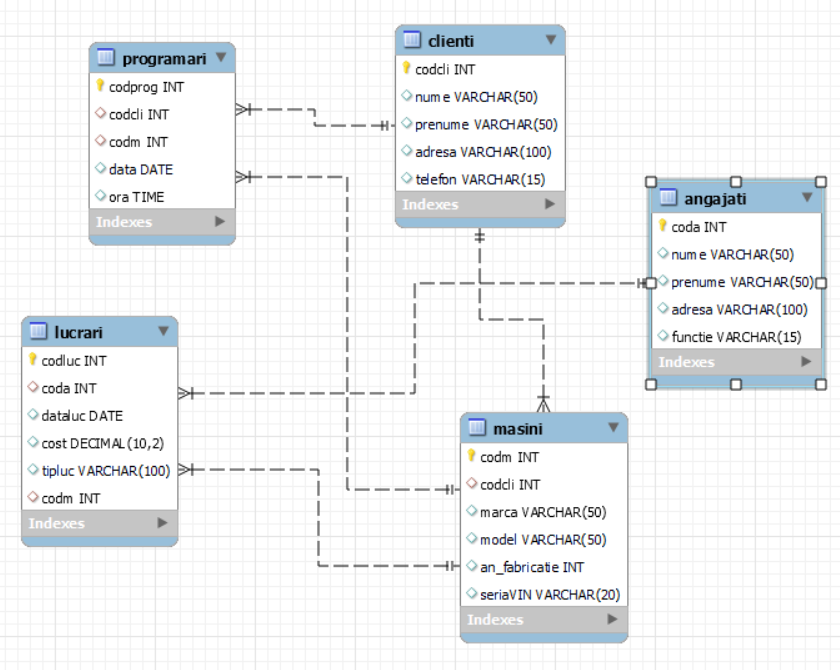 programari
codprog INT
codcli INT
codm INT
data DATE
ora TIME
Indexes
clienti
codcli INT
nume VARCHAR(50)
prenume VARCHAR(50)
adresa VARCHAR(100)
telefon VARCHAR(15)
Indexes
angajati
coda INT
nume VARCHAR(50)
prenume VARCHAR(50)
adresa VARCHAR(100)
functie VARCHAR(15)
Indexes
lucrari
codluc INT
coda INT
dataluc DATE
cost DECIMAL(10,2)
tipluc VARCHAR(100)
codm INT
Indexes
masini
codm INT
codcli INT
marca VARCHAR(50)
model VARCHAR(50)
an_fabricatie INT
seriaVIN VARCHAR(20)
Indexes